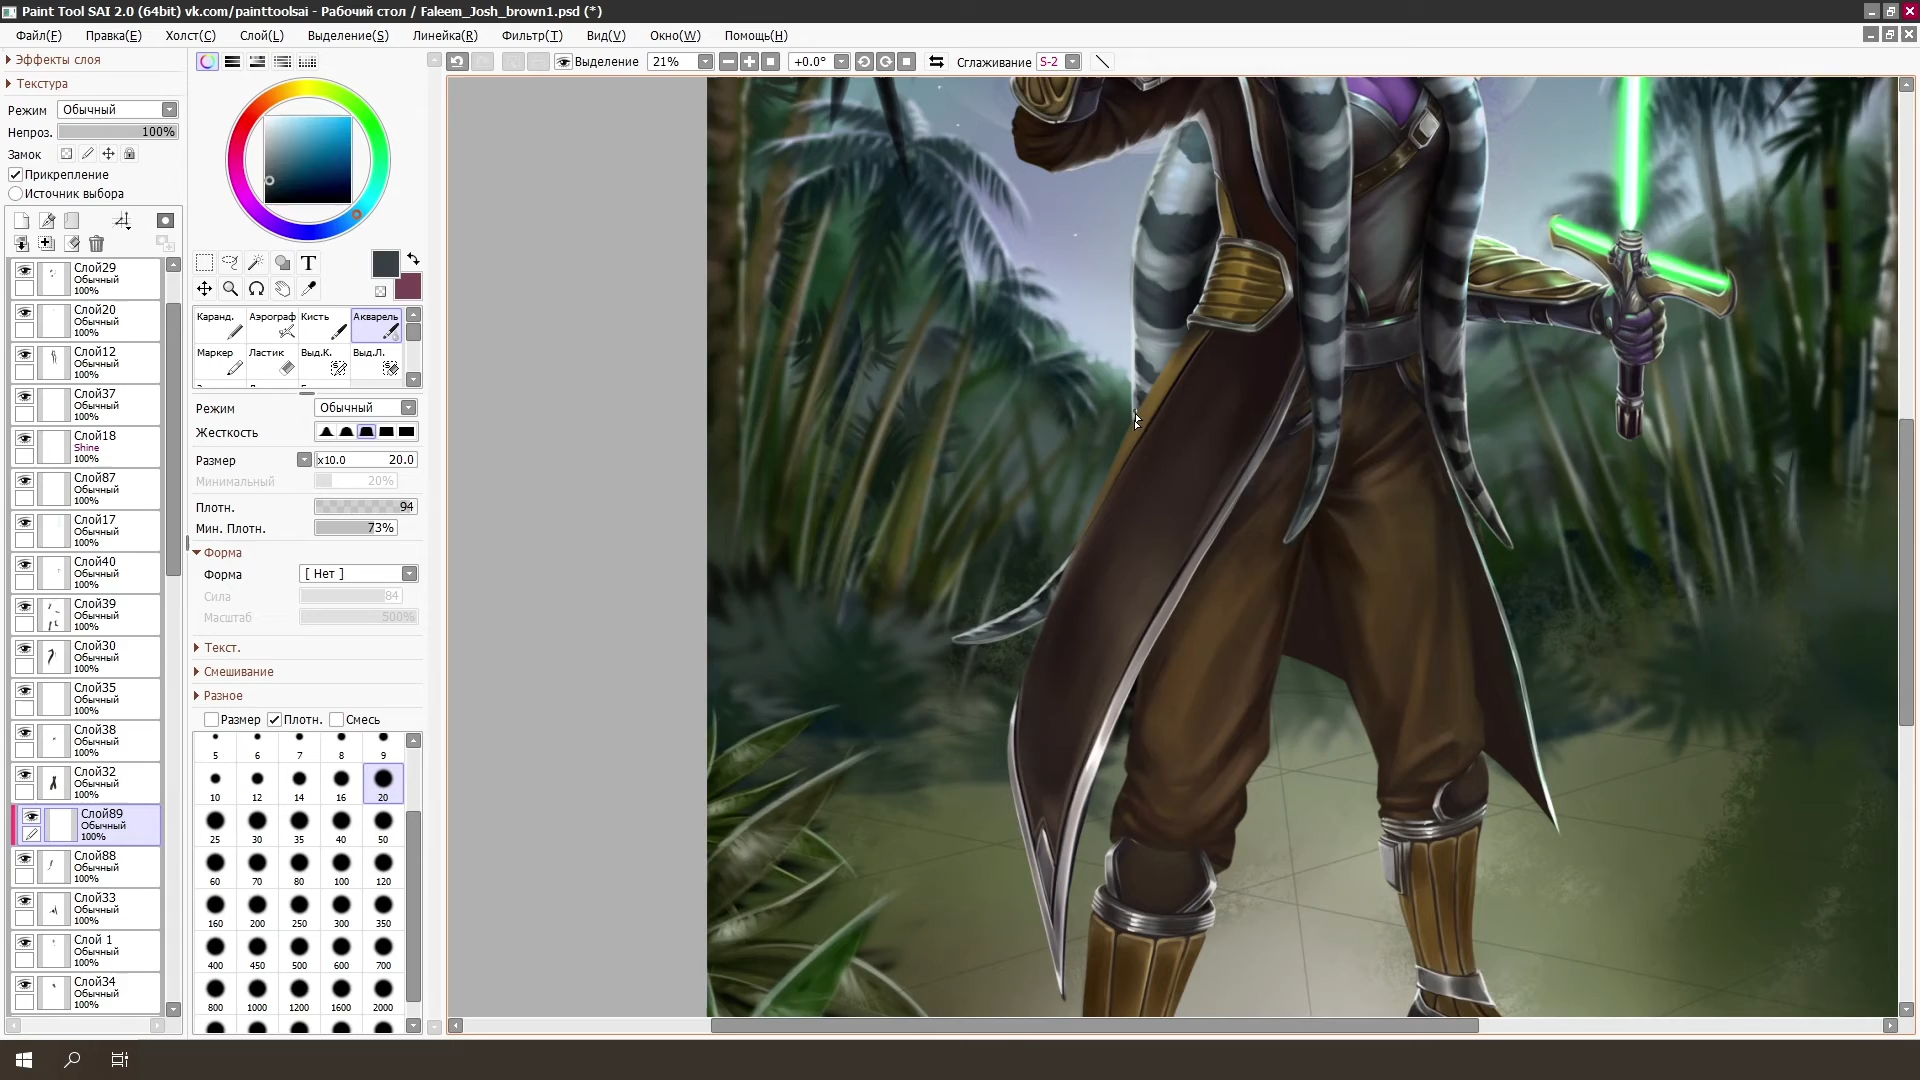 Paint Tool SAI 2.0 (64bit) vk.com/painttoolsai - Рабочий стол / Faleem_Josh_brown1.psd (*)
Файл(F) Правка(E) Холст(C) Слой(L) Выделение(S) Линейка(R) Фильтр(T) Вид(V) Окно(W) Помощь(H)
Эффекты слоя
Текстура
Режим Обычный
Непроз. 100%
Замок
Прикрепление
Источник выбора
Слой29
Обычный
100%
Слой20
Обычный
100%
Слой12
Обычный
100%
Слой37
Обычный
100%
Слой18
Shine
100%
Слой87
Обычный
100%
Слой17
Обычный
100%
Слой40
Обычный
100%
Слой39
Обычный
100%
Слой30
Обычный
100%
Слой35
Обычный
100%
Слой38
Обычный
100%
Слой32
Обычный
100%
Слой89
Обычный
100%
Слой88
Обычный
100%
Слой33
Обычный
100%
Слой 1
Обычный
100%
Слой34
Обычный
100%
Выделение 21% +0.0° Сглаживание S-2
T
Каранд. Аэрограф Кисть Акварель
Маркер Ластик Выд.К. Выд.Л.
Режим Обычный
Жесткость
Размер x10.0 20.0
Минимальный 20%
Плотн. 94
Мин. Плотн. 73%
Форма
Форма [ Нет ]
Сила 84
Масштаб 500%
Текст.
Смешивание
Разное
Размер Плотн. Смесь
5 6 7 8 9
10 12 14 16 20
25 30 35 40 50
60 70 80 100 120
160 200 250 300 350
400 450 500 600 700
800 1000 1200 1600 2000